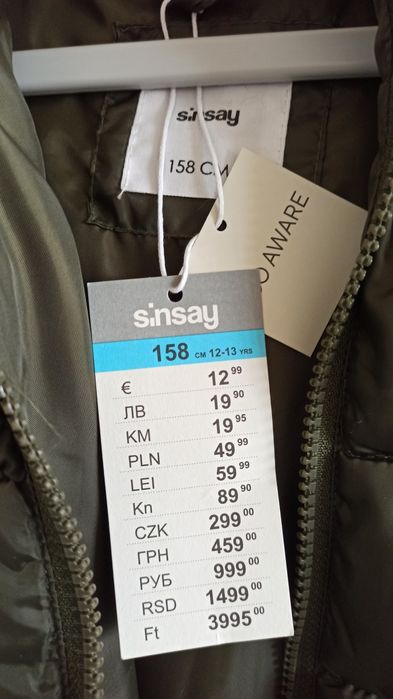 sinsay
158 CM
O AWARE
sinsay
158 CM 12-13 YRS
€ 12 99
ЛВ 19 90
KM 19 95
PLN 49 99
LEI 59 99
Kn 89 90
CZK 299 00
ГРН 459 00
РУБ 999 00
RSD 1499 00
Ft 3995 00